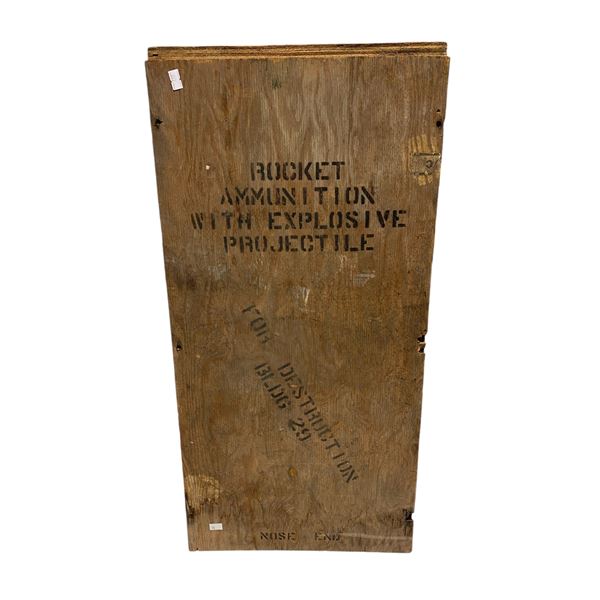 ROCKET
AMMUNITION
WITH EXPLOSIVE
PROJECTILE
FOR DESTRUCTION
BLDG 29
NOSE END